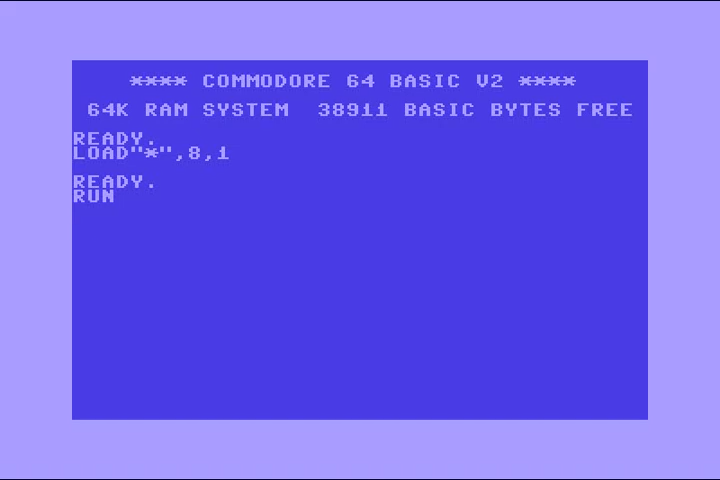 **** COMMODORE 64 BASIC V2 ****
64K RAM SYSTEM  38911 BASIC BYTES FREE
READY.
LOAD"*",8,1
READY.
RUN